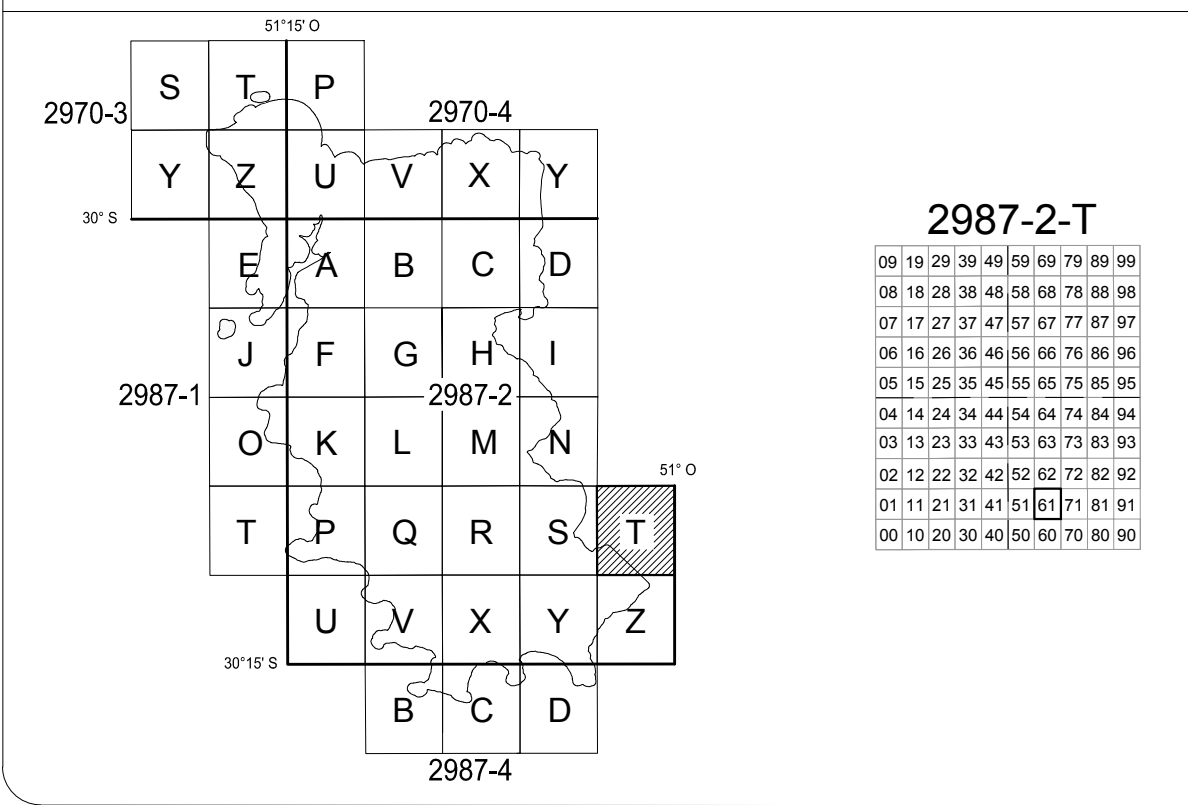 51°15' O
S T P
2970-3 2970-4
Y Z U V X Y
30° S
E A B C D
J F G H I
2987-1 2987-2
O K L M N
51° O
T P Q R S T
U V X Y Z
30°15' S
B C D
2987-4
2987-2-T
09 19 29 39 49 59 69 79 89 99
08 18 28 38 48 58 68 78 88 98
07 17 27 37 47 57 67 77 87 97
06 16 26 36 46 56 66 76 86 96
05 15 25 35 45 55 65 75 85 95
04 14 24 34 44 54 64 74 84 94
03 13 23 33 43 53 63 73 83 93
02 12 22 32 42 52 62 72 82 92
01 11 21 31 41 51 61 71 81 91
00 10 20 30 40 50 60 70 80 90